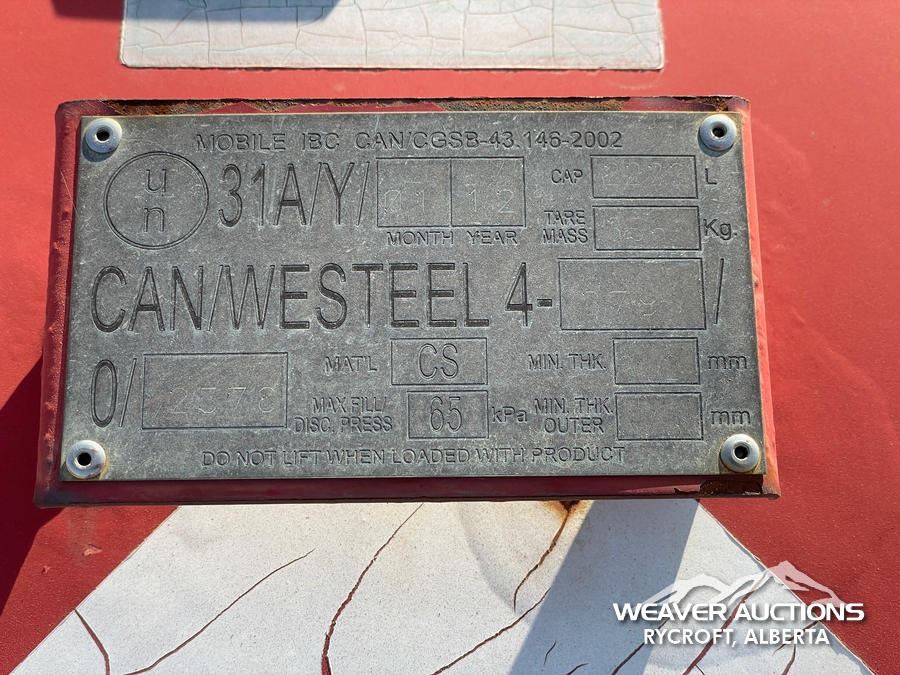 MOBILE IBC CAN/CGSB-43.146-2002
un 31A/Y/ 01 12 CAP L
MONTH YEAR TARE MASS Kg.
CAN/WESTEEL 4- /
0/ MAT'L CS MIN. THK. mm
MAX.FILL/ DISC. PRESS 65 kPa MIN. THK. OUTER mm
DO NOT LIFT WHEN LOADED WITH PRODUCT
WEAVER AUCTIONS
RYCROFT, ALBERTA